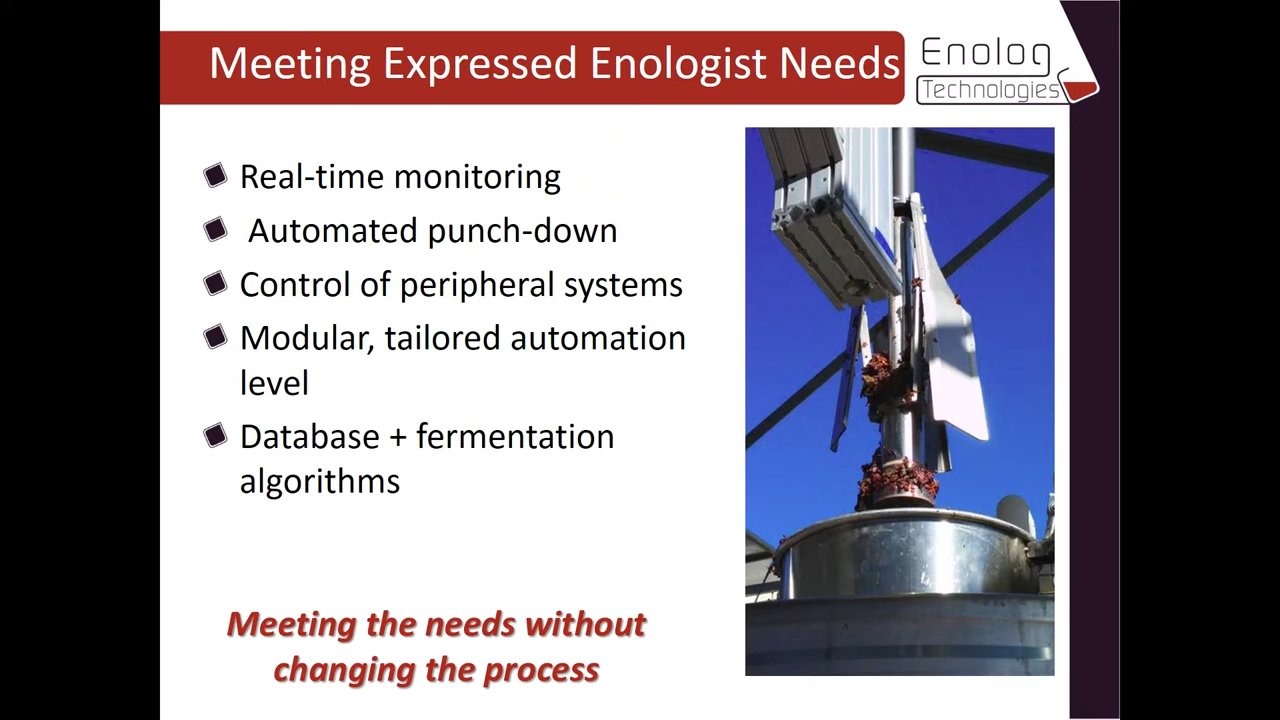 Meeting Expressed Enologist Needs
Enolog
Technologies
Real-time monitoring
Automated punch-down
Control of peripheral systems
Modular, tailored automation
level
Database + fermentation
algorithms
Meeting the needs without
changing the process